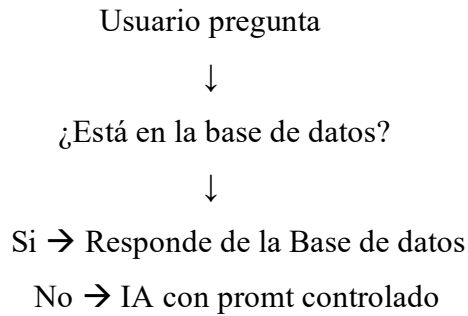 Usuario pregunta
↓
¿Está en la base de datos?
↓
Si → Responde de la Base de datos
No → IA con promt controlado